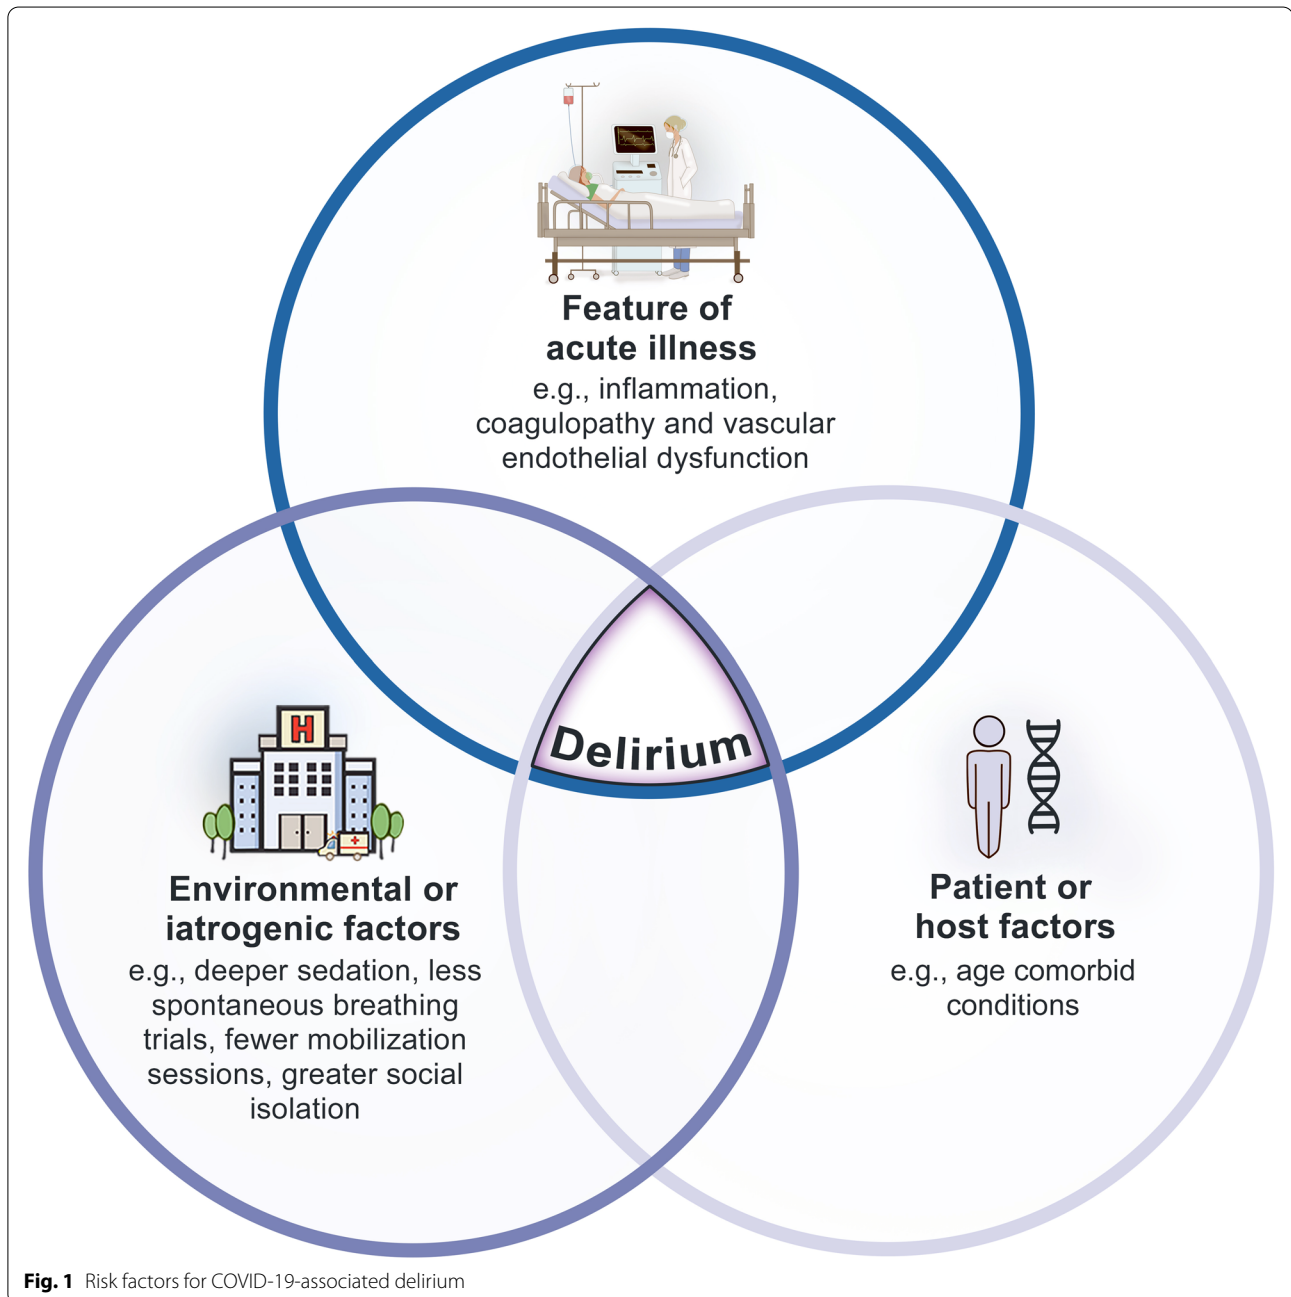 Feature of
acute illness
e.g., inflammation,
coagulopathy and vascular
endothelial dysfunction
Delirium
H
Environmental or
iatrogenic factors
e.g., deeper sedation, less
spontaneous breathing
trials, fewer mobilization
sessions, greater social
isolation
Patient or
host factors
e.g., age comorbid
conditions
Fig. 1 Risk factors for COVID-19-associated delirium